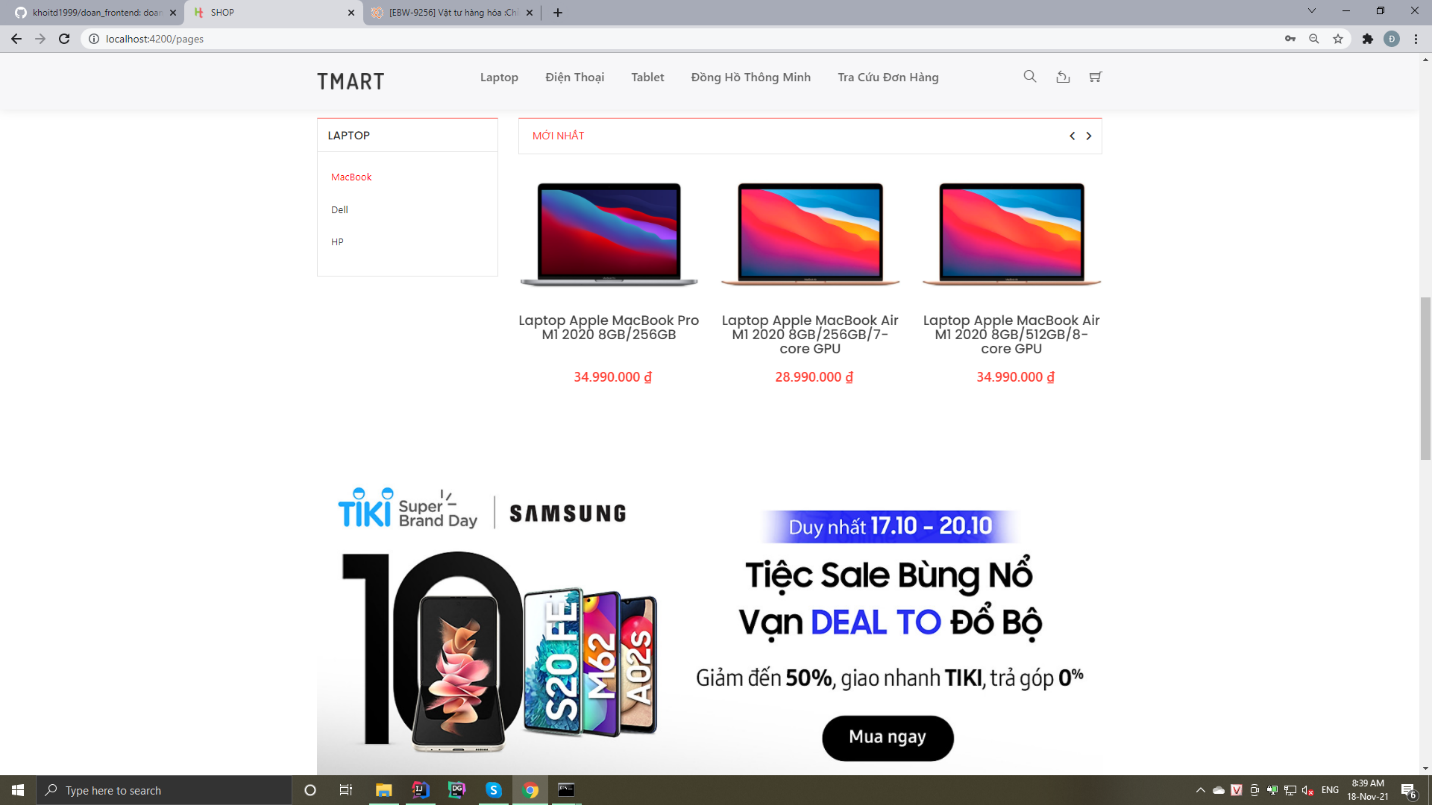 khoitd1999/doan_frontend: doan
SHOP
[EBW-9256] Vật tư hàng hóa :Ch
localhost:4200/pages
TMART
Laptop
Điện Thoại
Tablet
Đồng Hồ Thông Minh
Tra Cứu Đơn Hàng
LAPTOP
MacBook
Dell
HP
MỚI NHẤT
Laptop Apple MacBook Pro
M1 2020 8GB/256GB
34.990.000 ₫
Laptop Apple MacBook Air
M1 2020 8GB/256GB/7-
core GPU
28.990.000 ₫
Laptop Apple MacBook Air
M1 2020 8GB/512GB/8-
core GPU
34.990.000 ₫
TIKI Super
Brand Day
SAMSUNG
10
S20 FE
M62
A02s
Duy nhất 17.10 - 20.10
Tiệc Sale Bùng Nổ
Vạn DEAL TO Đổ Bộ
Giảm đến 50%, giao nhanh TIKI, trả góp 0%
Mua ngay
Type here to search
ENG
8:39 AM
18-Nov-21
6